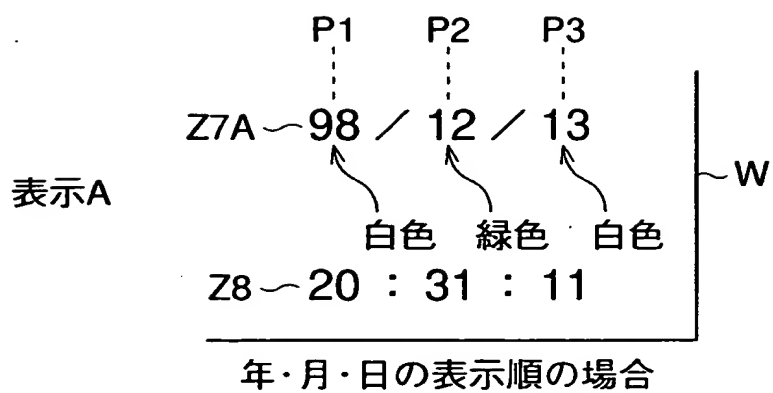 P1 P2 P3
Z7A 98 / 12 / 13
W
表示A
白色 緑色 白色
Z8 20 : 31 : 11
年・月・日の表示順の場合